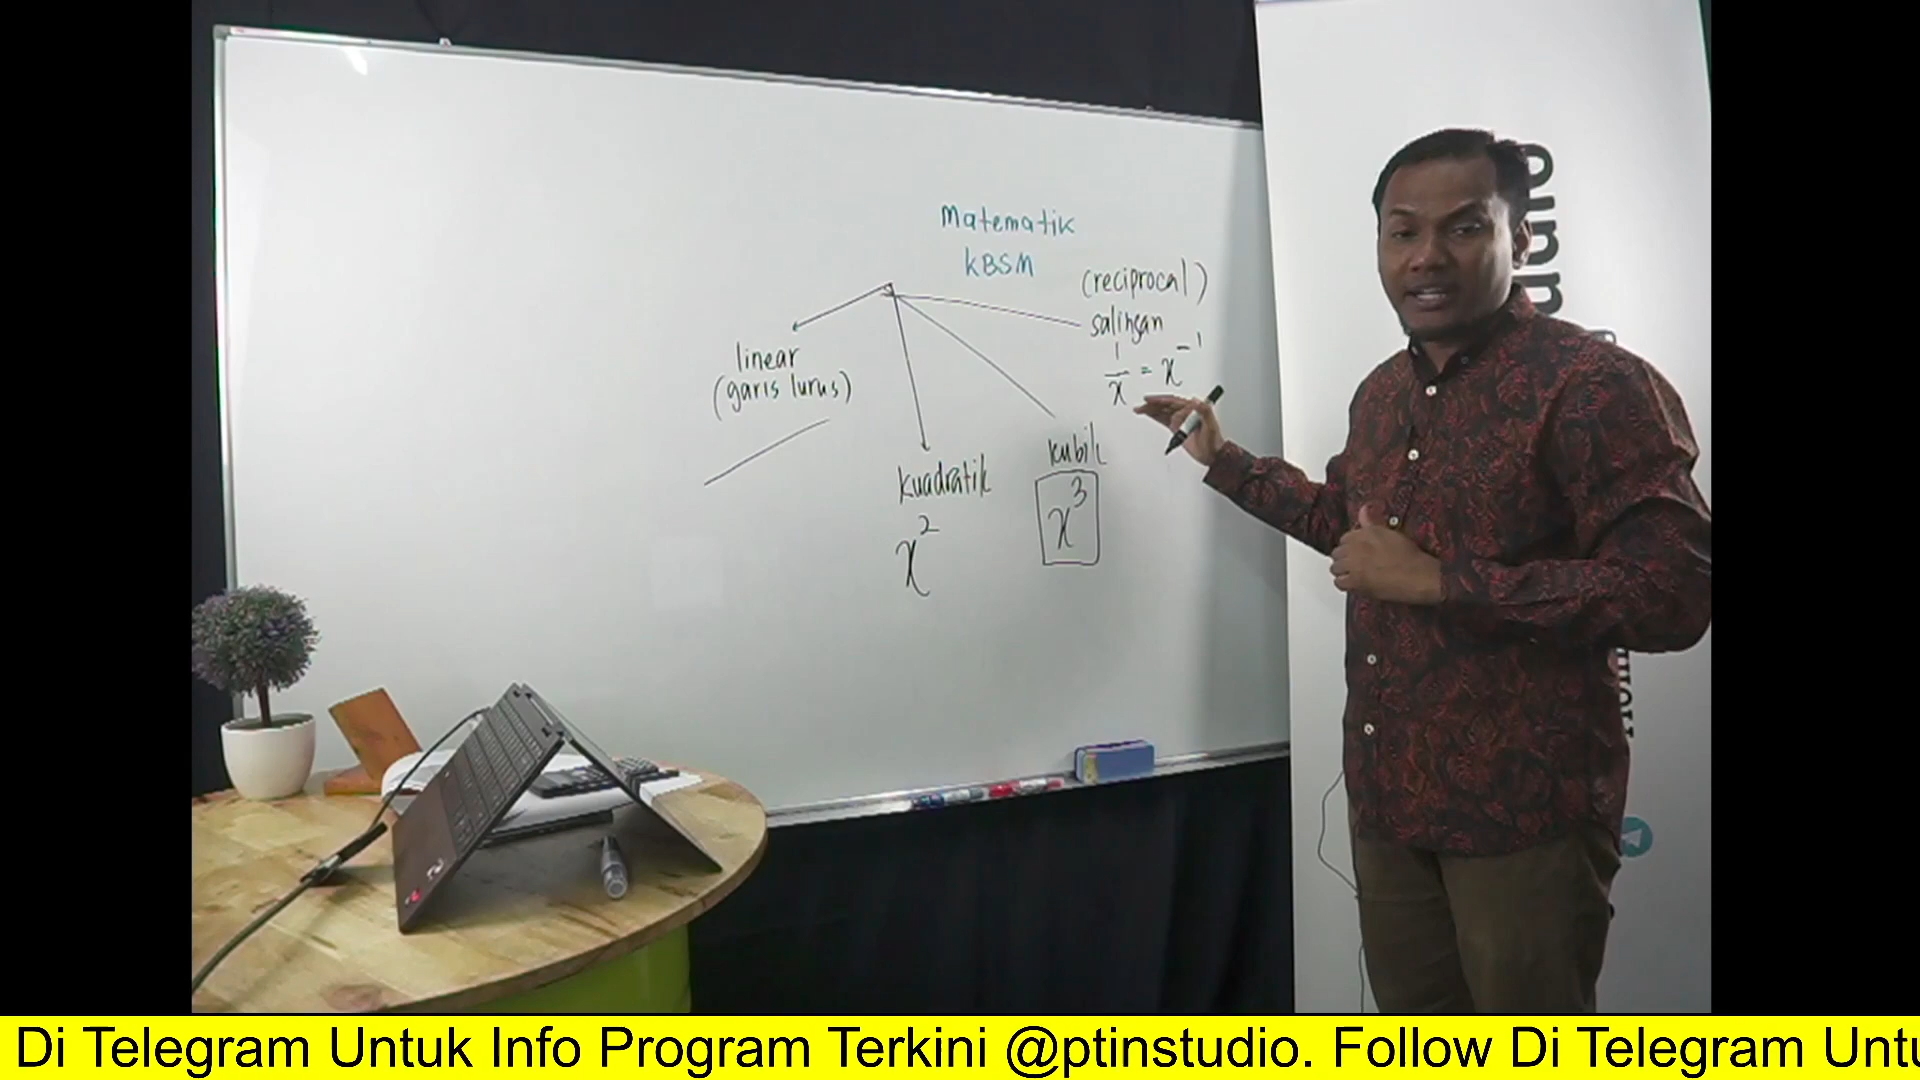 Matematik
KBSM
(reciprocal)
salingan
1/x = x⁻¹
linear
(garis lurus)
kuadratik
x²
kubik
x³
Di Telegram Untuk Info Program Terkini @ptinstudio. Follow Di Telegram Untu